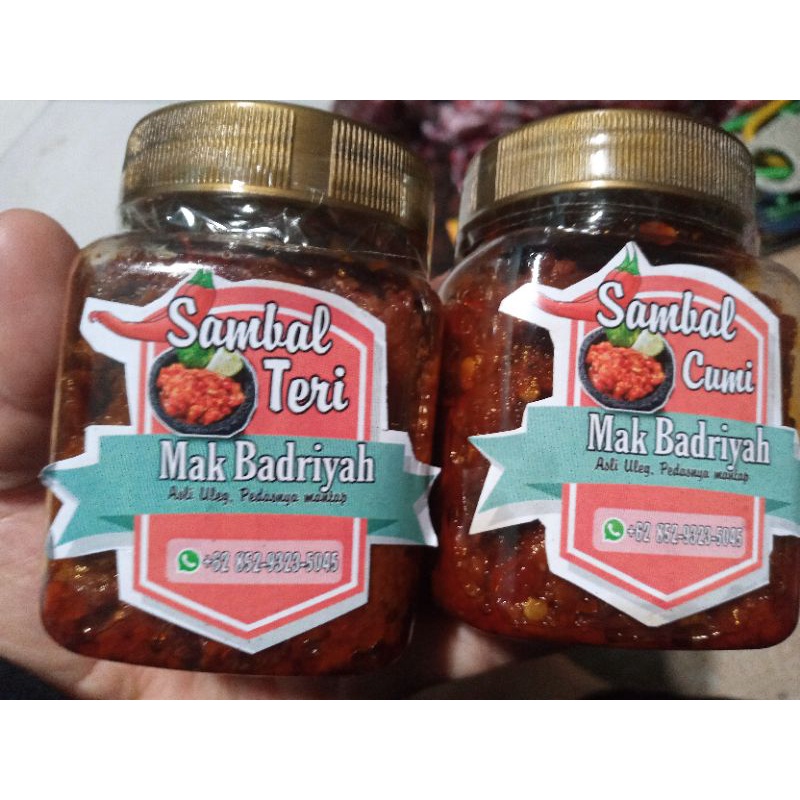 Sambal
Teri
Mak Badriyah
Asli Uleg, Pedasnya mantap
+62 852-9323-5045
Sambal
Cumi
Mak Badriyah
Asli Uleg, Pedasnya mantap
+62 852-9323-5045